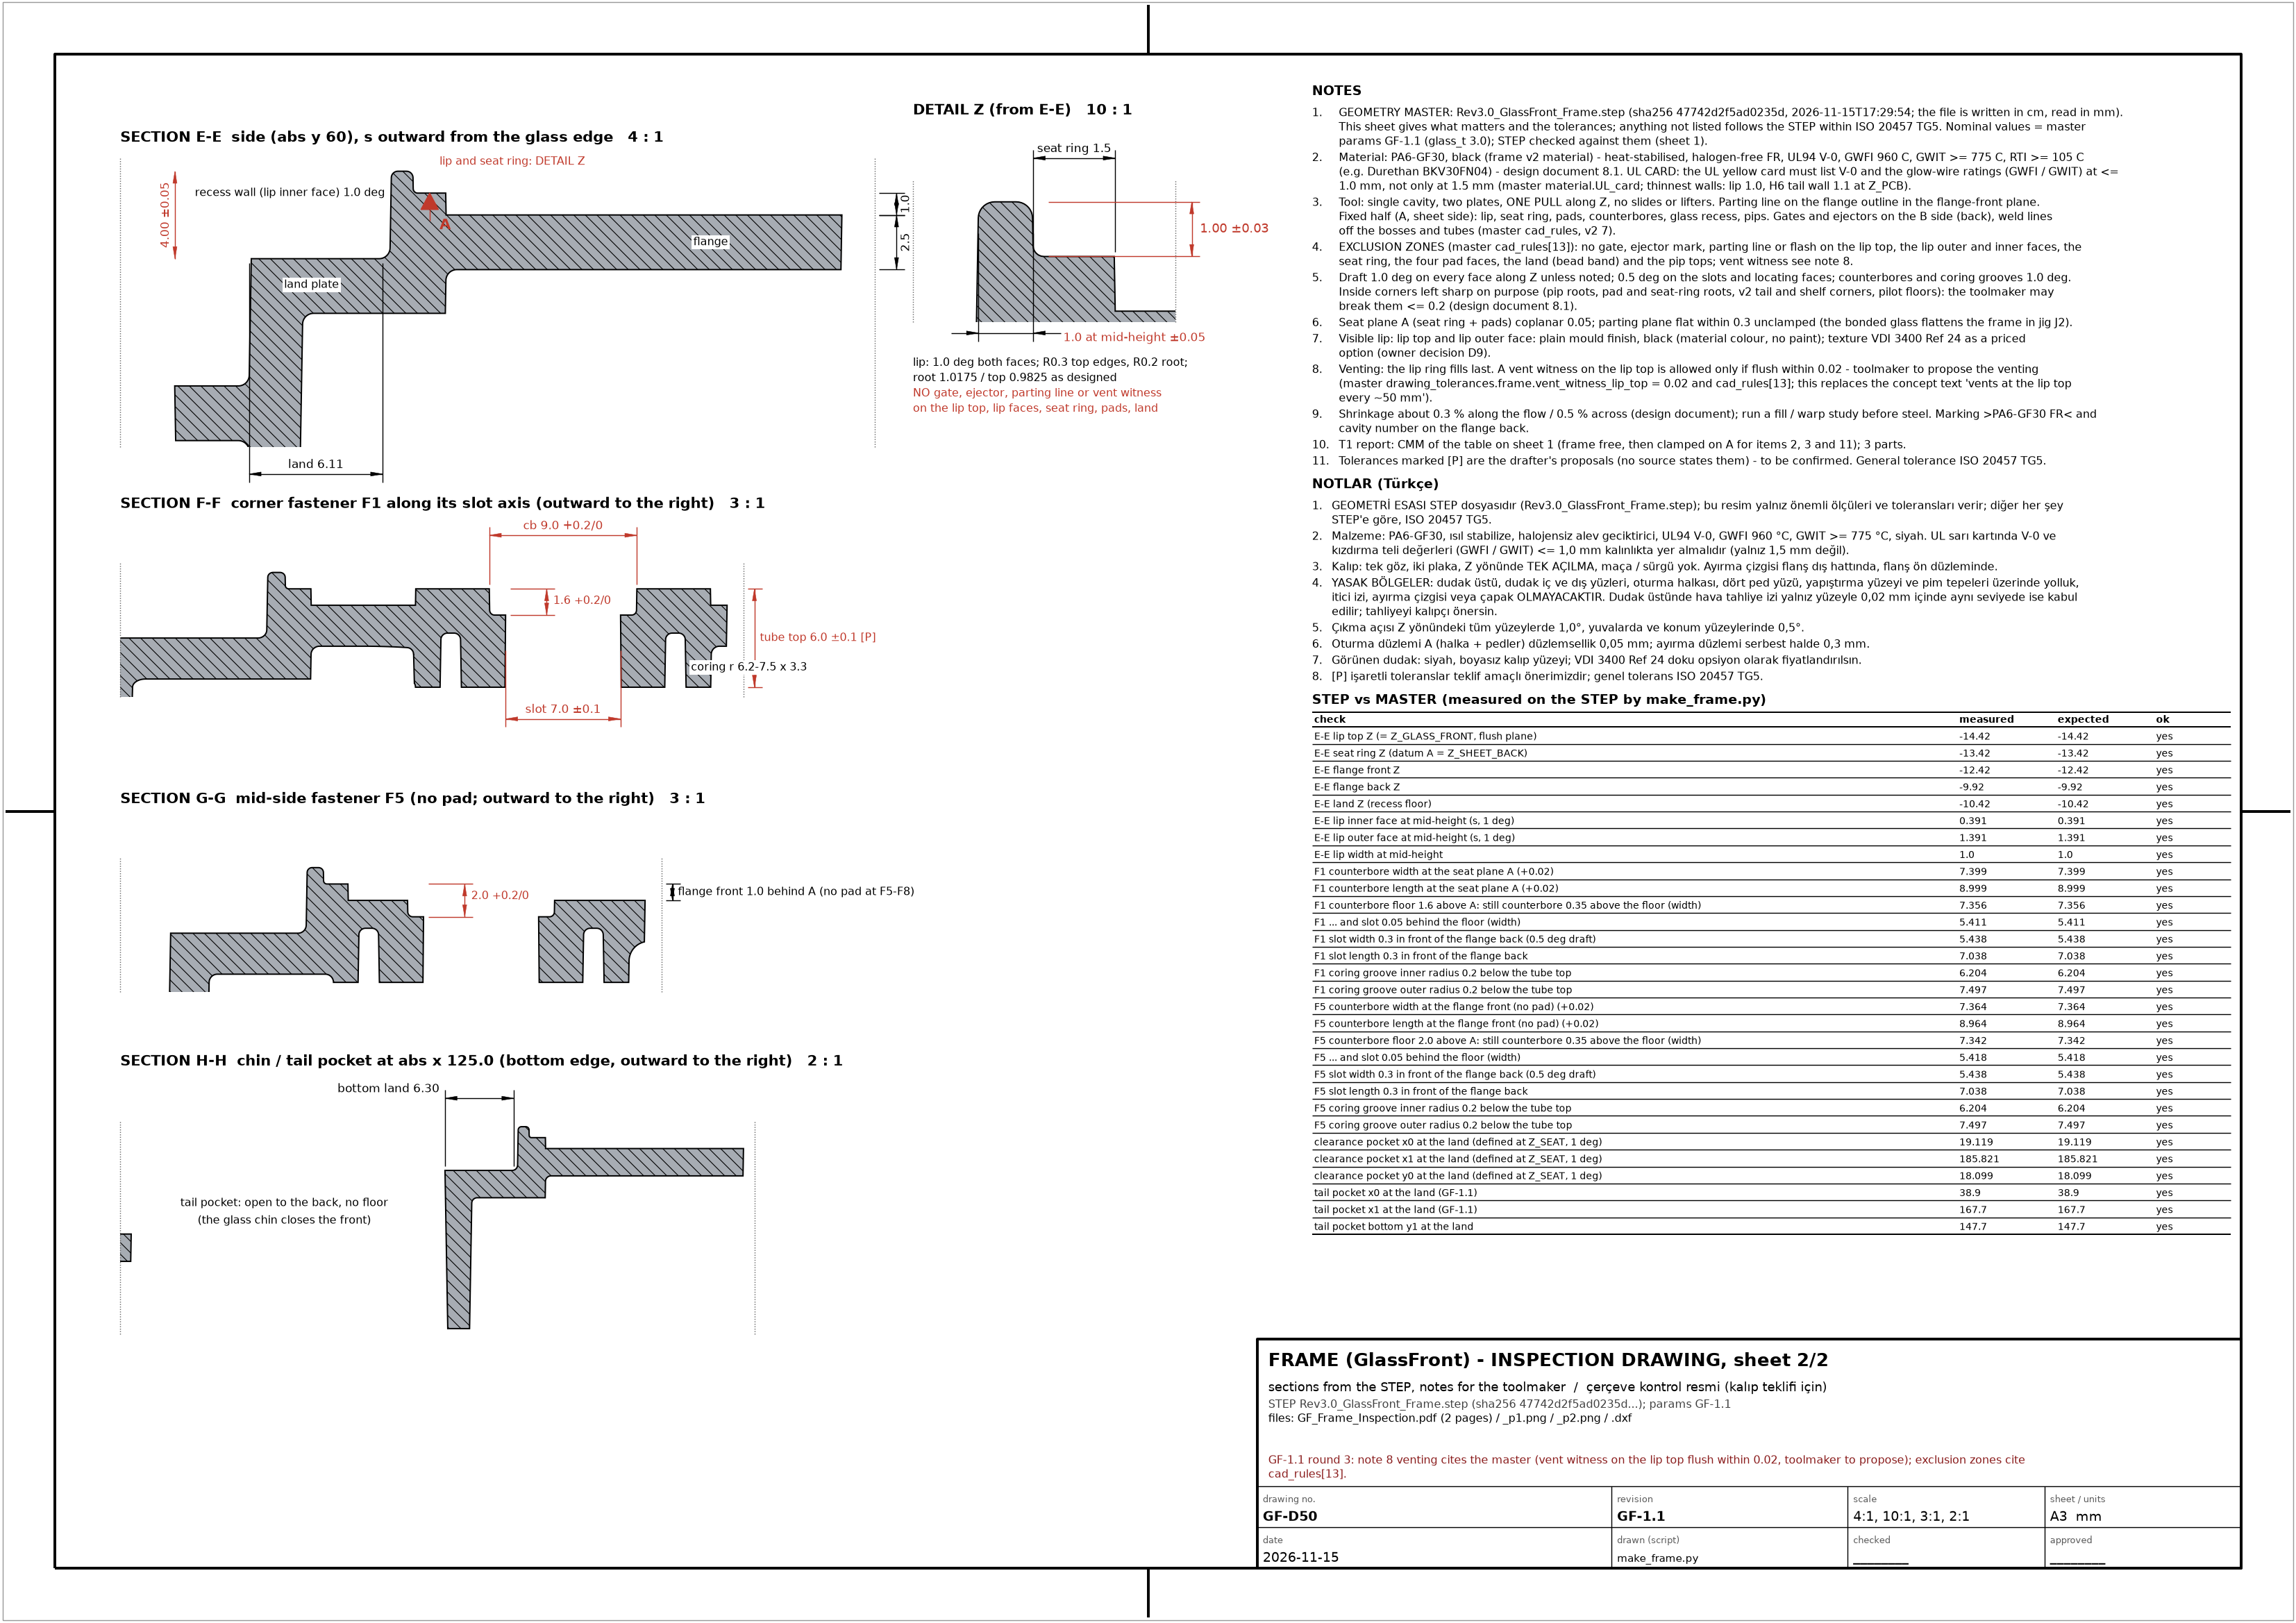 SECTION E-E  side (abs y 60), s outward from the glass edge   4 : 1
lip and seat ring: DETAIL Z
recess wall (lip inner face) 1.0 deg
4.00 ±0.05
A
flange
land plate
1.0
2.5
land 6.11
DETAIL Z (from E-E)   10 : 1
seat ring 1.5
1.00 ±0.03
1.0 at mid-height ±0.05
lip: 1.0 deg both faces; R0.3 top edges, R0.2 root;
root 1.0175 / top 0.9825 as designed
NO gate, ejector, parting line or vent witness
on the lip top, lip faces, seat ring, pads, land
SECTION F-F  corner fastener F1 along its slot axis (outward to the right)   3 : 1
cb 9.0 +0.2/0
1.6 +0.2/0
tube top 6.0 ±0.1 [P]
coring r 6.2-7.5 x 3.3
slot 7.0 ±0.1
SECTION G-G  mid-side fastener F5 (no pad; outward to the right)   3 : 1
2.0 +0.2/0
flange front 1.0 behind A (no pad at F5-F8)
SECTION H-H  chin / tail pocket at abs x 125.0 (bottom edge, outward to the right)   2 : 1
bottom land 6.30
tail pocket: open to the back, no floor
(the glass chin closes the front)
NOTES
1. GEOMETRY MASTER: Rev3.0_GlassFront_Frame.step (sha256 47742d2f5ad0235d, 2026-11-15T17:29:54; the file is written in cm, read in mm).
This sheet gives what matters and the tolerances; anything not listed follows the STEP within ISO 20457 TG5. Nominal values = master
params GF-1.1 (glass_t 3.0); STEP checked against them (sheet 1).
2. Material: PA6-GF30, black (frame v2 material) - heat-stabilised, halogen-free FR, UL94 V-0, GWFI 960 C, GWIT >= 775 C, RTI >= 105 C
(e.g. Durethan BKV30FN04) - design document 8.1. UL CARD: the UL yellow card must list V-0 and the glow-wire ratings (GWFI / GWIT) at <=
1.0 mm, not only at 1.5 mm (master material.UL_card; thinnest walls: lip 1.0, H6 tail wall 1.1 at Z_PCB).
3. Tool: single cavity, two plates, ONE PULL along Z, no slides or lifters. Parting line on the flange outline in the flange-front plane.
Fixed half (A, sheet side): lip, seat ring, pads, counterbores, glass recess, pips. Gates and ejectors on the B side (back), weld lines
off the bosses and tubes (master cad_rules, v2 7).
4. EXCLUSION ZONES (master cad_rules[13]): no gate, ejector mark, parting line or flash on the lip top, the lip outer and inner faces, the
seat ring, the four pad faces, the land (bead band) and the pip tops; vent witness see note 8.
5. Draft 1.0 deg on every face along Z unless noted; 0.5 deg on the slots and locating faces; counterbores and coring grooves 1.0 deg.
Inside corners left sharp on purpose (pip roots, pad and seat-ring roots, v2 tail and shelf corners, pilot floors): the toolmaker may
break them <= 0.2 (design document 8.1).
6. Seat plane A (seat ring + pads) coplanar 0.05; parting plane flat within 0.3 unclamped (the bonded glass flattens the frame in jig J2).
7. Visible lip: lip top and lip outer face: plain mould finish, black (material colour, no paint); texture VDI 3400 Ref 24 as a priced
option (owner decision D9).
8. Venting: the lip ring fills last. A vent witness on the lip top is allowed only if flush within 0.02 - toolmaker to propose the venting
(master drawing_tolerances.frame.vent_witness_lip_top = 0.02 and cad_rules[13]; this replaces the concept text 'vents at the lip top
every ~50 mm').
9. Shrinkage about 0.3 % along the flow / 0.5 % across (design document); run a fill / warp study before steel. Marking >PA6-GF30 FR< and
cavity number on the flange back.
10. T1 report: CMM of the table on sheet 1 (frame free, then clamped on A for items 2, 3 and 11); 3 parts.
11. Tolerances marked [P] are the drafter's proposals (no source states them) - to be confirmed. General tolerance ISO 20457 TG5.
NOTLAR (Türkçe)
1. GEOMETRİ ESASI STEP dosyasıdır (Rev3.0_GlassFront_Frame.step); bu resim yalnız önemli ölçüleri ve toleransları verir; diğer her şey
STEP'e göre, ISO 20457 TG5.
2. Malzeme: PA6-GF30, ısıl stabilize, halojensiz alev geciktirici, UL94 V-0, GWFI 960 °C, GWIT >= 775 °C, siyah. UL sarı kartında V-0 ve
kızdırma teli değerleri (GWFI / GWIT) <= 1,0 mm kalınlıkta yer almalıdır (yalnız 1,5 mm değil).
3. Kalıp: tek göz, iki plaka, Z yönünde TEK AÇILMA, maça / sürgü yok. Ayırma çizgisi flanş dış hattında, flanş ön düzleminde.
4. YASAK BÖLGELER: dudak üstü, dudak iç ve dış yüzleri, oturma halkası, dört ped yüzü, yapıştırma yüzeyi ve pim tepeleri üzerinde yolluk,
itici izi, ayırma çizgisi veya çapak OLMAYACAKTIR. Dudak üstünde hava tahliye izi yalnız yüzeyle 0,02 mm içinde aynı seviyede ise kabul
edilir; tahliyeyi kalıpçı önersin.
5. Çıkma açısı Z yönündeki tüm yüzeylerde 1,0°, yuvalarda ve konum yüzeylerinde 0,5°.
6. Oturma düzlemi A (halka + pedler) düzlemsellik 0,05 mm; ayırma düzlemi serbest halde 0,3 mm.
7. Görünen dudak: siyah, boyasız kalıp yüzeyi; VDI 3400 Ref 24 doku opsiyon olarak fiyatlandırılsın.
8. [P] işaretli toleranslar teklif amaçlı önerimizdir; genel tolerans ISO 20457 TG5.
STEP vs MASTER (measured on the STEP by make_frame.py)
check measured expected ok
E-E lip top Z (= Z_GLASS_FRONT, flush plane) -14.42 -14.42 yes
E-E seat ring Z (datum A = Z_SHEET_BACK) -13.42 -13.42 yes
E-E flange front Z -12.42 -12.42 yes
E-E flange back Z -9.92 -9.92 yes
E-E land Z (recess floor) -10.42 -10.42 yes
E-E lip inner face at mid-height (s, 1 deg) 0.391 0.391 yes
E-E lip outer face at mid-height (s, 1 deg) 1.391 1.391 yes
E-E lip width at mid-height 1.0 1.0 yes
F1 counterbore width at the seat plane A (+0.02) 7.399 7.399 yes
F1 counterbore length at the seat plane A (+0.02) 8.999 8.999 yes
F1 counterbore floor 1.6 above A: still counterbore 0.35 above the floor (width) 7.356 7.356 yes
F1 ... and slot 0.05 behind the floor (width) 5.411 5.411 yes
F1 slot width 0.3 in front of the flange back (0.5 deg draft) 5.438 5.438 yes
F1 slot length 0.3 in front of the flange back 7.038 7.038 yes
F1 coring groove inner radius 0.2 below the tube top 6.204 6.204 yes
F1 coring groove outer radius 0.2 below the tube top 7.497 7.497 yes
F5 counterbore width at the flange front (no pad) (+0.02) 7.364 7.364 yes
F5 counterbore length at the flange front (no pad) (+0.02) 8.964 8.964 yes
F5 counterbore floor 2.0 above A: still counterbore 0.35 above the floor (width) 7.342 7.342 yes
F5 ... and slot 0.05 behind the floor (width) 5.418 5.418 yes
F5 slot width 0.3 in front of the flange back (0.5 deg draft) 5.438 5.438 yes
F5 slot length 0.3 in front of the flange back 7.038 7.038 yes
F5 coring groove inner radius 0.2 below the tube top 6.204 6.204 yes
F5 coring groove outer radius 0.2 below the tube top 7.497 7.497 yes
clearance pocket x0 at the land (defined at Z_SEAT, 1 deg) 19.119 19.119 yes
clearance pocket x1 at the land (defined at Z_SEAT, 1 deg) 185.821 185.821 yes
clearance pocket y0 at the land (defined at Z_SEAT, 1 deg) 18.099 18.099 yes
tail pocket x0 at the land (GF-1.1) 38.9 38.9 yes
tail pocket x1 at the land (GF-1.1) 167.7 167.7 yes
tail pocket bottom y1 at the land 147.7 147.7 yes
FRAME (GlassFront) - INSPECTION DRAWING, sheet 2/2
sections from the STEP, notes for the toolmaker  /  çerçeve kontrol resmi (kalıp teklifi için)
STEP Rev3.0_GlassFront_Frame.step (sha256 47742d2f5ad0235d...); params GF-1.1
files: GF_Frame_Inspection.pdf (2 pages) / _p1.png / _p2.png / .dxf
GF-1.1 round 3: note 8 venting cites the master (vent witness on the lip top flush within 0.02, toolmaker to propose); exclusion zones cite
cad_rules[13].
drawing no. revision scale sheet / units
GF-D50 GF-1.1 4:1, 10:1, 3:1, 2:1 A3  mm
date drawn (script) checked approved
2026-11-15 make_frame.py ________ ________